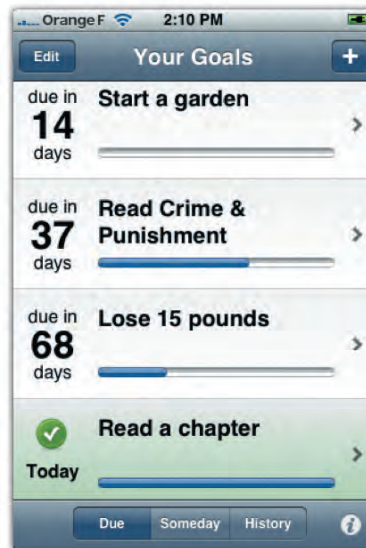 Orange F 2:10 PM
Edit Your Goals +
due in
14
days
Start a garden
due in
37
days
Read Crime &
Punishment
due in
68
days
Lose 15 pounds
Today
Read a chapter
Due Someday History i